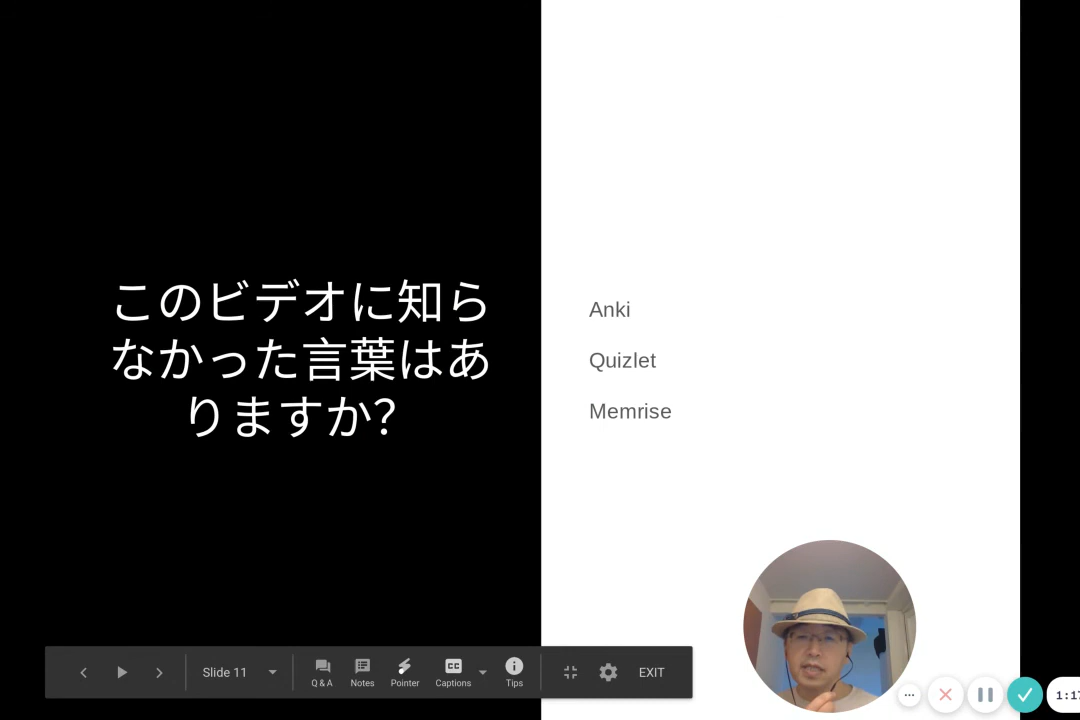 このビデオに知ら
なかった言葉はあ
りますか?
Anki
Quizlet
Memrise
Slide 11
Q & A
Notes
Pointer
CC
Captions
Tips
EXIT